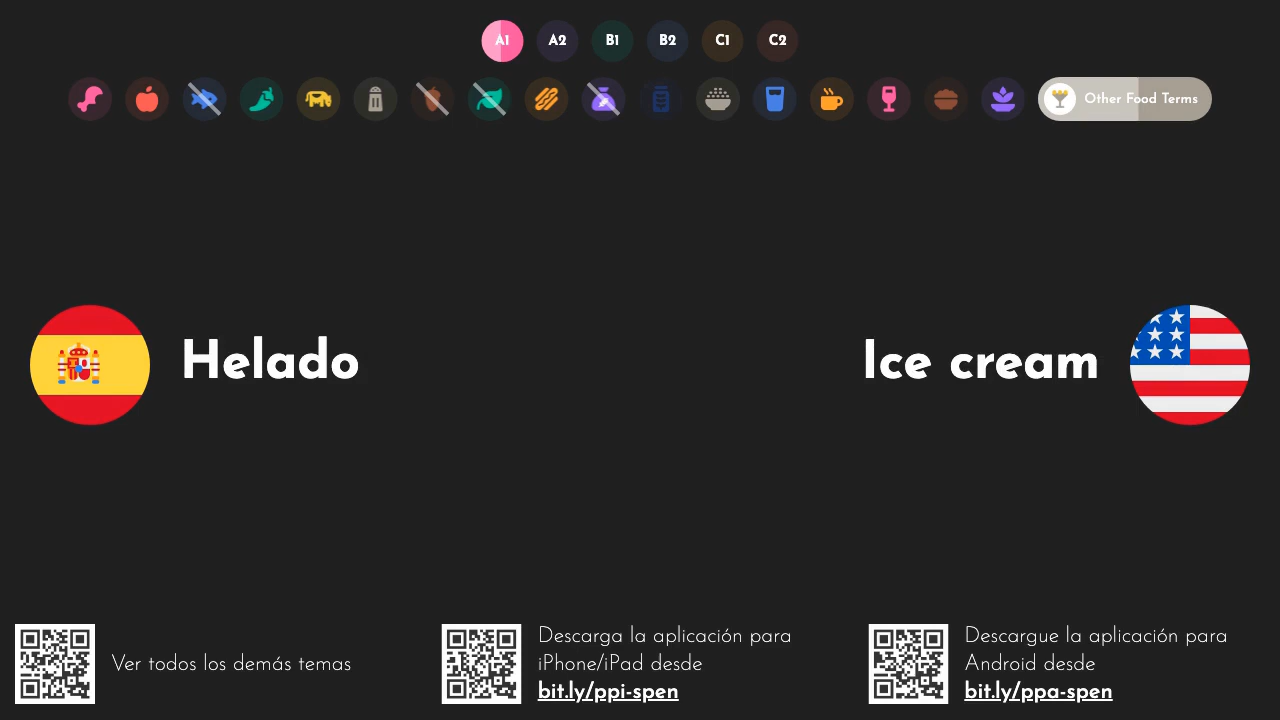 A1 A2 B1 B2 C1 C2
Other Food Terms
Helado
Ice cream
Ver todos los demás temas
Descarga la aplicación para
iPhone/iPad desde
bit.ly/ppi-spen
Descargue la aplicación para
Android desde
bit.ly/ppa-spen